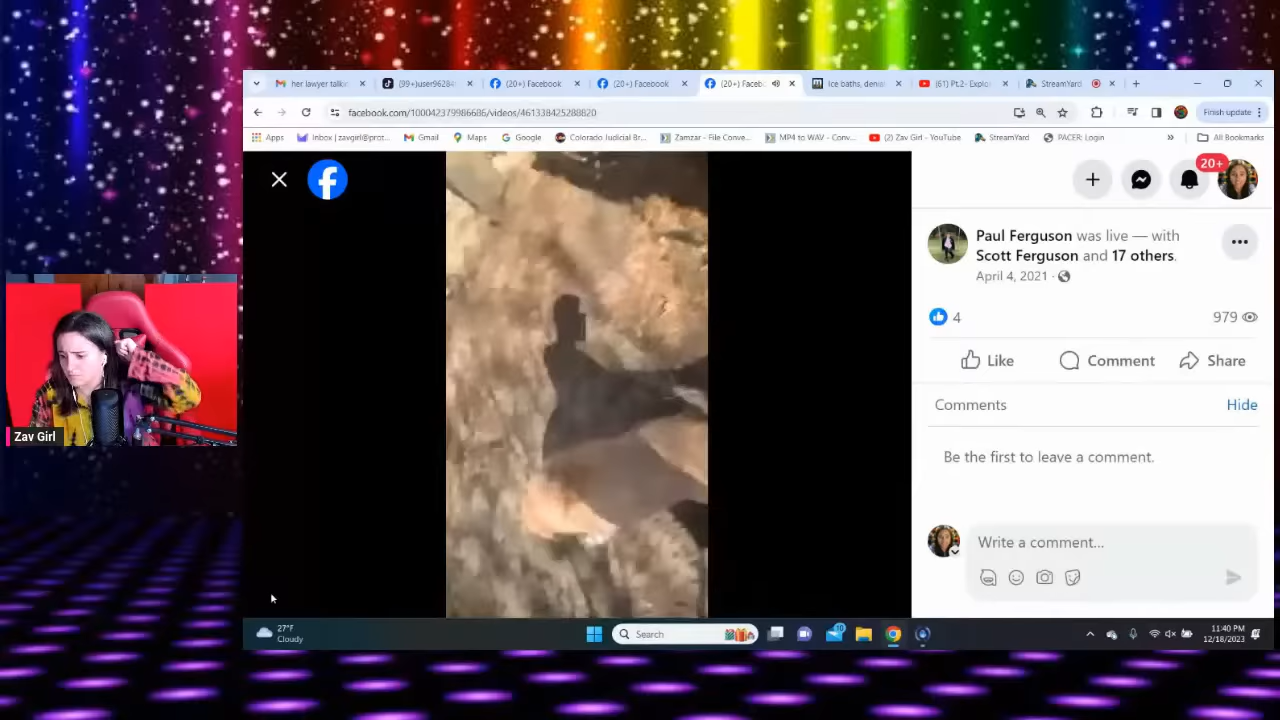 her lawyer talk
(99+)user9628
(20+) Facebook
(20+) Facebook
(20+) Faceb
Ice baths, deni
(61) Pt.2- Explo
StreamYard
facebook.com/100042379986686/videos/461338425288820
Finish update
Apps
Inbox | zavgirl@prot...
Gmail
Maps
Google
Colorado Judicial Br...
Zamzar - File Conve...
MP4 to WAV - Conv...
(2) Zav Girl - YouTube
StreamYard
PACER: Login
»
All Bookmarks
20+
Paul Ferguson was live — with
Scott Ferguson and 17 others.
April 4, 2021 ·
4
979
Like
Comment
Share
Comments
Hide
Be the first to leave a comment.
Write a comment...
Zav Girl
27°F
Cloudy
Search
11:40 PM
12/18/2023